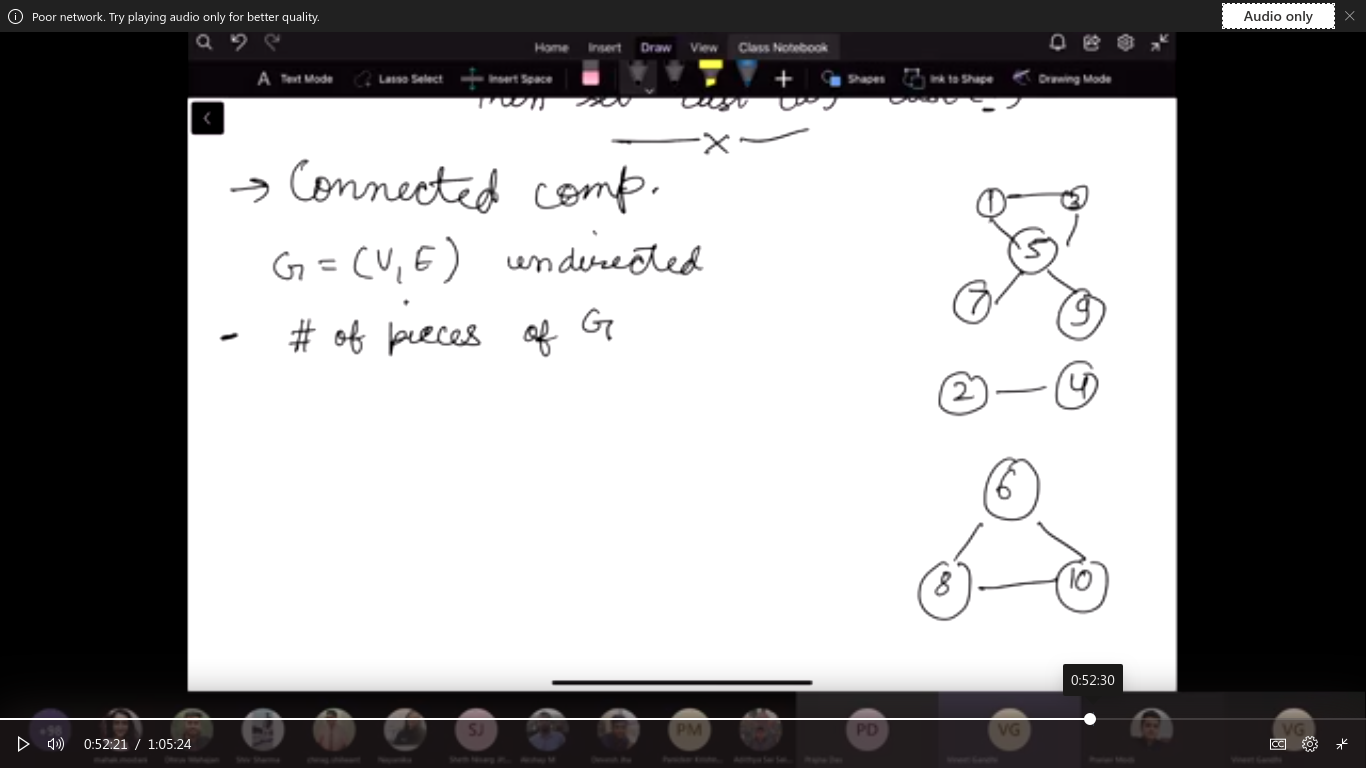 Poor network. Try playing audio only for better quality.
Audio only
Home Insert Draw View Class Notebook
Text Mode Lasso Select Insert Space Shapes Ink to Shape Drawing Mode
→ Connected comp.
G = (V, E) undirected
- # of pieces of G
1 3
5
7 9
2 4
6
8 10
0:52:30
SJ PM PD VG VG
0:52:21 / 1:05:24
CC